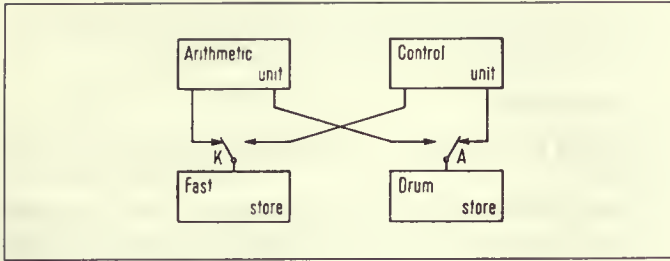 Arithmetic
unit
Control
unit
K
A
Fast
store
Drum
store